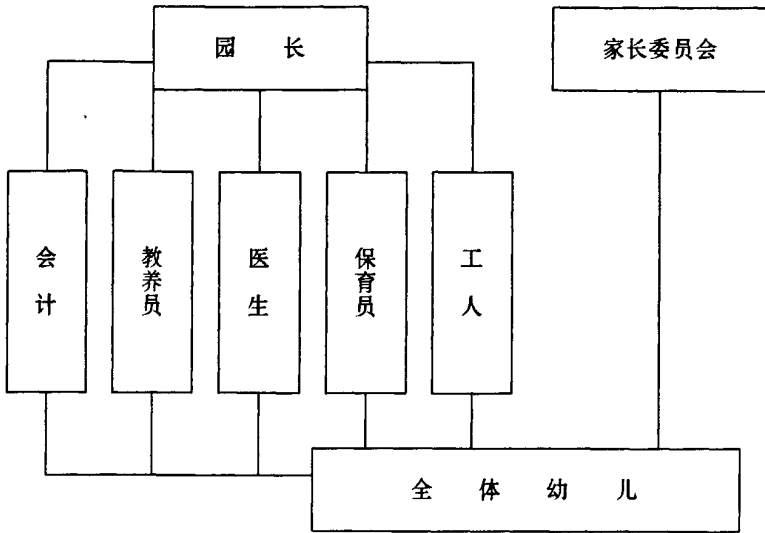 园 长
家长委员会
会计
教养员
医生
保育员
工人
全 体 幼 儿